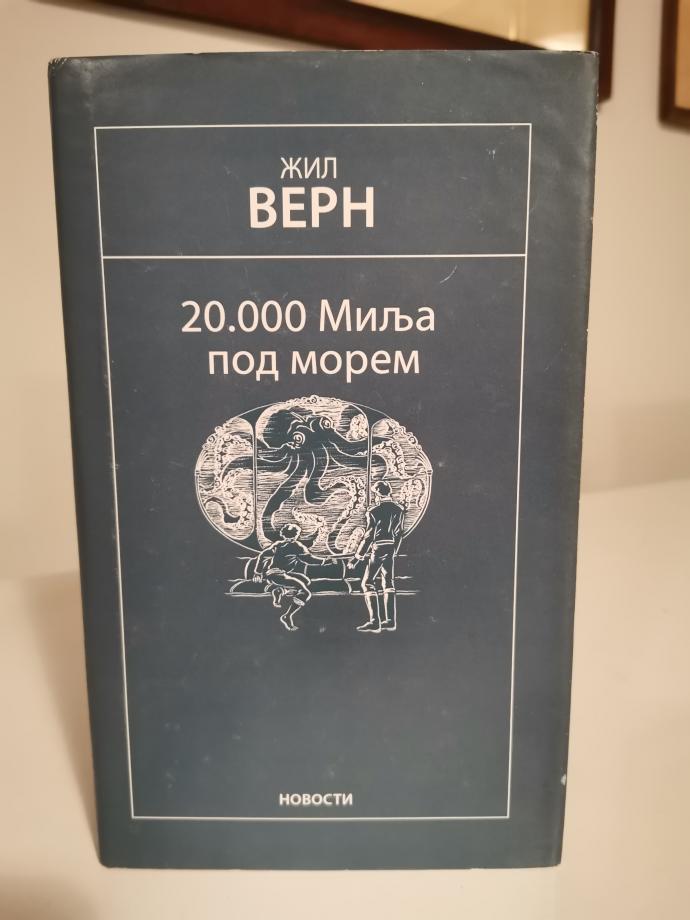 ЖИЛ
ВЕРН
20.000 Миља
под морем
НОВОСТИ